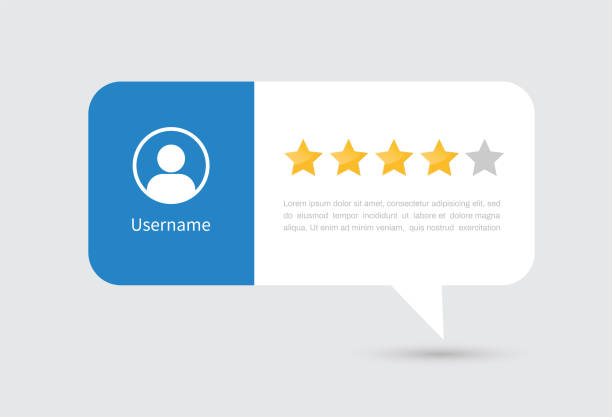 Username
Lorem ipsum dolor sit amet, consectetur adipiscing elit, sed
do eiusmod tempor incididunt ut labore et dolore magna
aliqua. Ut enim ad minim veniam, quis nostrud exercitation